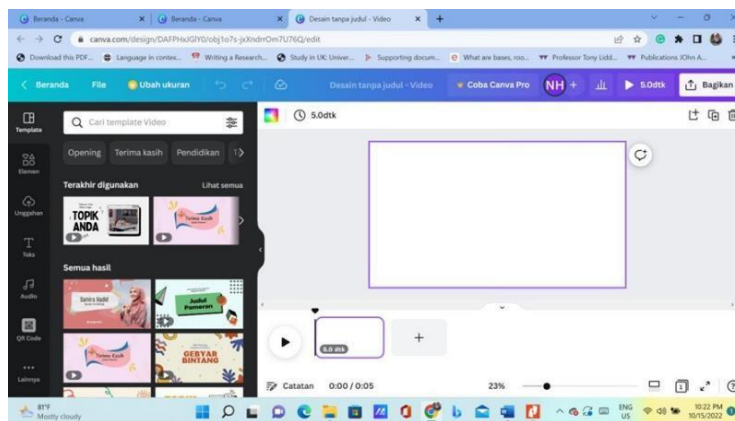 Beranda - Canva
Beranda - Canva
Desain tanpa judul - Video
canva.com/design/DAFPHxJGlY0/obj1o7s-jxXndrrOm7U76Q/edit
Download this PDF...
Language in contex...
Writing a Research...
Study in UK: Univer...
Supporting docum...
What are bases, roo...
Professor Tony Lidd...
Publications JOhn A...
Beranda
File
Ubah ukuran
Desain tanpa judul - Video
Coba Canva Pro
NH
5.0dtk
Bagikan
Template
Elemen
Unggahan
Teks
Audio
QR Code
Lainnya
Cari template Video
Opening
Terima kasih
Pendidikan
Terakhir digunakan
Lihat semua
TOPIK
ANDA
Terima Kasih
Semua hasil
Judul
Pameran
Terima Kasih
GEBYAR
BINTANG
5.0dtk
5.0 dtk
Catatan
0:00 / 0:05
23%
1
81°F
Mostly cloudy
ENG
US
10:22 PM
10/15/2022